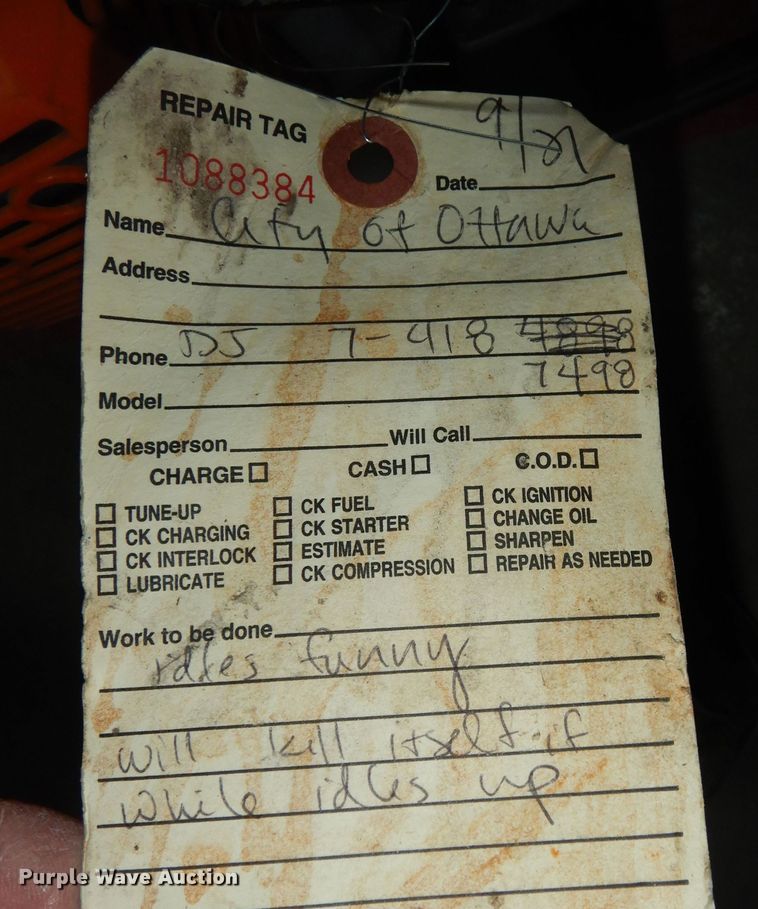 REPAIR TAG
1088384
Date 9/21
Name City of Ottawa
Address
Phone DJ 7-418
7498
Model
Salesperson Will Call
CHARGE CASH C.O.D.
TUNE-UP CK FUEL CK IGNITION
CK CHARGING CK STARTER CHANGE OIL
CK INTERLOCK ESTIMATE SHARPEN
LUBRICATE CK COMPRESSION REPAIR AS NEEDED
Work to be done
idles funny
will kill itself if
while idles up
Purple Wave Auction